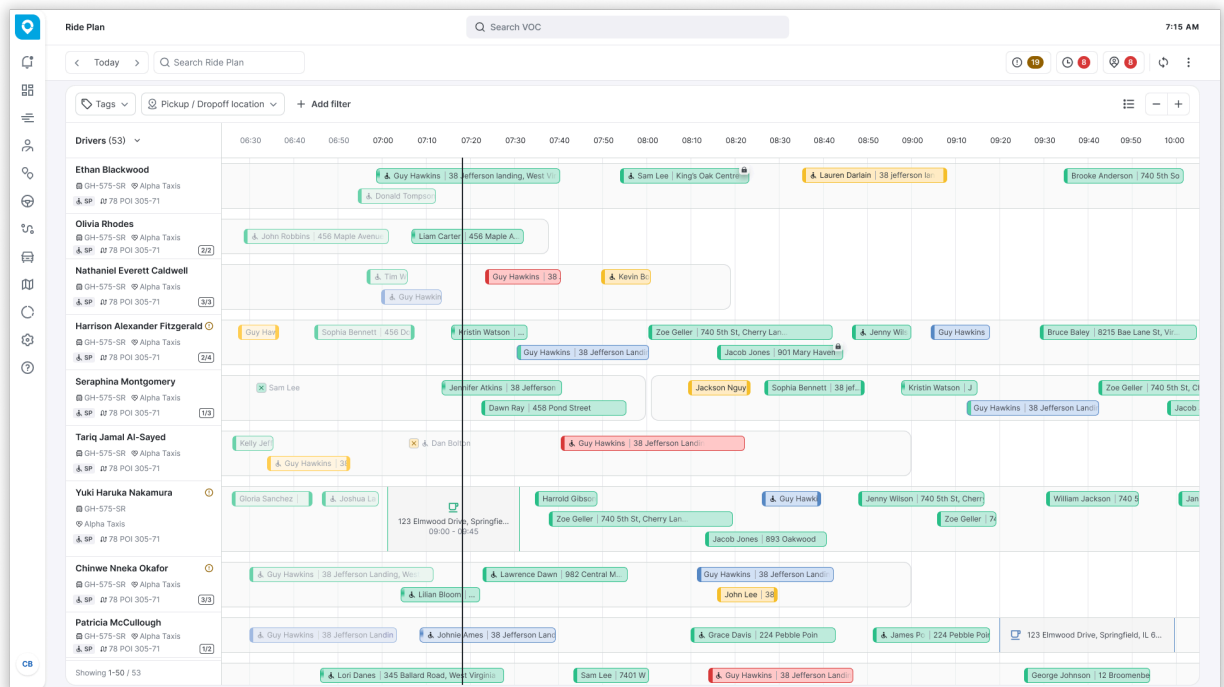 Ride Plan
Search VOC
7:15 AM
Today
Search Ride Plan
19
8
8
Tags
Pickup / Dropoff location
Add filter
Drivers (53)
06:30 06:40 06:50 07:00 07:10 07:20 07:30 07:40 07:50 08:00 08:10 08:20 08:30 08:40 08:50 09:00 09:10 09:20 09:30 09:40 09:50 10:00
Ethan Blackwood
GH-575-SR Alpha Taxis
SP 78 POI 305-71
Guy Hawkins 38 Jefferson landing, West Vir
Sam Lee King's Oak Centre
Lauren Darlain 38 jefferson lan
Brooke Anderson 740 5th So
Donald Tompso
Olivia Rhodes
GH-575-SR Alpha Taxis
SP 78 POI 305-71 2/2
John Robbins 456 Maple Avenu
Liam Carter 456 Maple A..
Nathaniel Everett Caldwell
GH-575-SR Alpha Taxis
SP 78 POI 305-71 3/3
Tim W
Guy Hawkins 38
Kevin Bo
Guy Hawkin
Harrison Alexander Fitzgerald
GH-575-SR Alpha Taxis
SP 78 POI 305-71 2/4
Guy Haw
Sophia Bennett 456 De
Kristin Watson ...
Zoe Geller 740 5th St, Cherry Lan...
Jenny Wils
Guy Hawkins
Bruce Baley 8215 Bae Lane St, Vir...
Guy Hawkins 38 Jefferson Landi
Jacob Jones 901 Mary Haven
Seraphina Montgomery
GH-575-SR Alpha Taxis
SP 78 POI 305-71 1/3
Sam Lee
Jennifer Atkins 38 Jefferson
Jackson Nguy
Sophia Bennett 38 jef..
Kristin Watson J
Zoe Geller 740 5th St, Ch
Dawn Ray 458 Pond Street
Guy Hawkins 38 Jefferson Landi
Jacob
Tariq Jamal Al-Sayed
GH-575-SR Alpha Taxis
SP 78 POI 305-71
Kelly Jeff
Dan Bolton
Guy Hawkins 38 Jefferson Landir
Guy Hawkins 38
Yuki Haruka Nakamura
GH-575-SR
Alpha Taxis
SP 78 POI 305-71
Gloria Sanchez
Joshua Lu
Harrold Gibson
Guy Hawki
Jenny Wilson 740 5th St, Cherry
William Jackson 740 5
Jan
123 Elmwood Drive, Springfie...
09:00 - 09:45
Zoe Geller 740 5th St, Cherry Lan...
Zoe Geller 74
Jacob Jones 893 Oakwood
Chinwe Nneka Okafor
GH-575-SR Alpha Taxis
SP 78 POI 305-71 3/3
Guy Hawkins 38 Jefferson Landing, Wes
Lawrence Dawn 982 Central M...
Guy Hawkins 38 Jefferson Landi
Lilian Bloom ...
John Lee 38
Patricia McCullough
GH-575-SR Alpha Taxis
SP 78 POI 305-71 1/2
Guy Hawkins 38 Jefferson Landin
Johnie Ames 38 Jefferson Land
Grace Davis 224 Pebble Poin
James Po 224 Pebble Poin
123 Elmwood Drive, Springfield, IL 6...
CB
Showing 1-50 / 53
Lori Danes 345 Ballard Road, West Virginia
Sam Lee 7401 W
Guy Hawkins 38 Jefferson Landi
George Johnson 12 Broomenbe